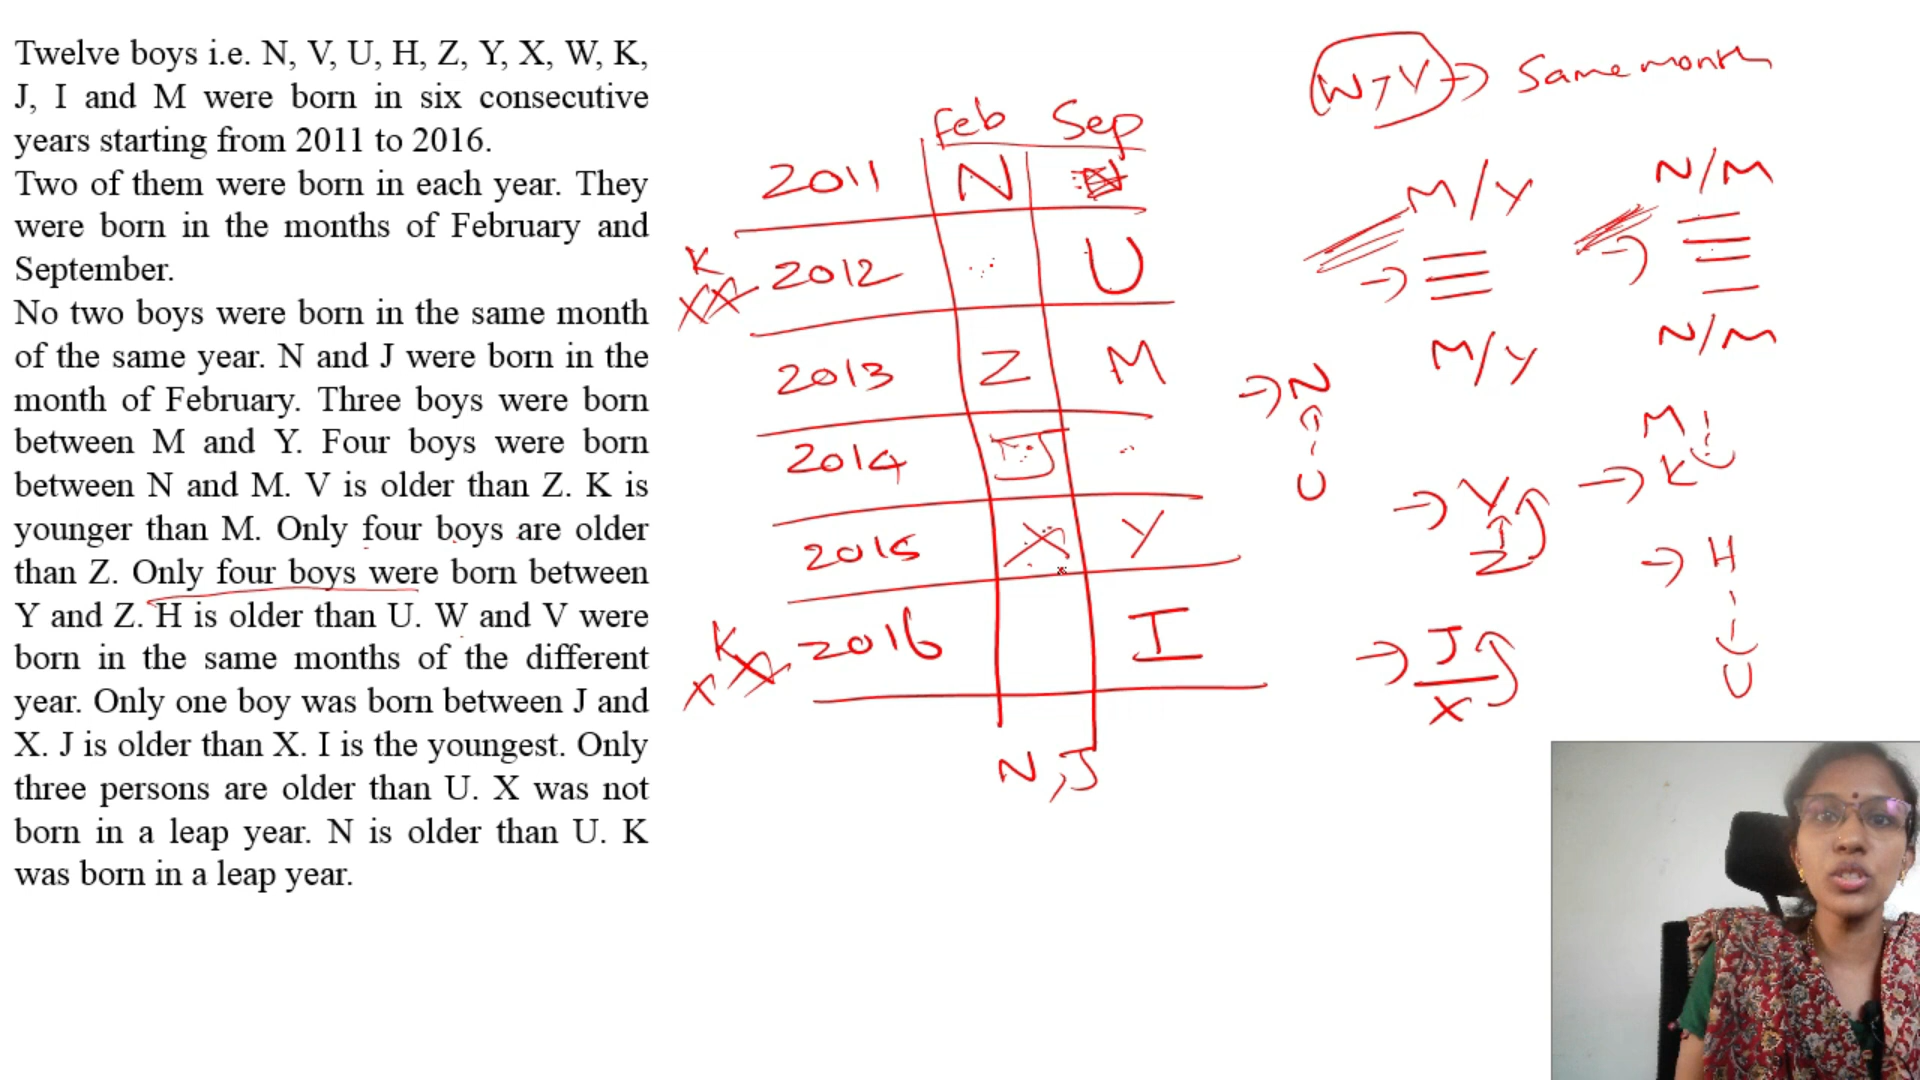 Twelve boys i.e. N, V, U, H, Z, Y, X, W, K,
J, I and M were born in six consecutive
years starting from 2011 to 2016.
Two of them were born in each year. They
were born in the months of February and
September.
No two boys were born in the same month
of the same year. N and J were born in the
month of February. Three boys were born
between M and Y. Four boys were born
between N and M. V is older than Z. K is
younger than M. Only four boys are older
than Z. Only four boys were born between
Y and Z. H is older than U. W and V were
born in the same months of the different
year. Only one boy was born between J and
X. J is older than X. I is the youngest. Only
three persons are older than U. X was not
born in a leap year. N is older than U. K
was born in a leap year.
Feb Sep
2011 N
K
2012 U
2013 Z M
2014 J
2015 X Y
K
2016 I
N, J
W, V → Same month
M/Y
M/Y
N/M
N/M
→ N
U
→ V
Z
M
→ K
→ H
U
→ J
X